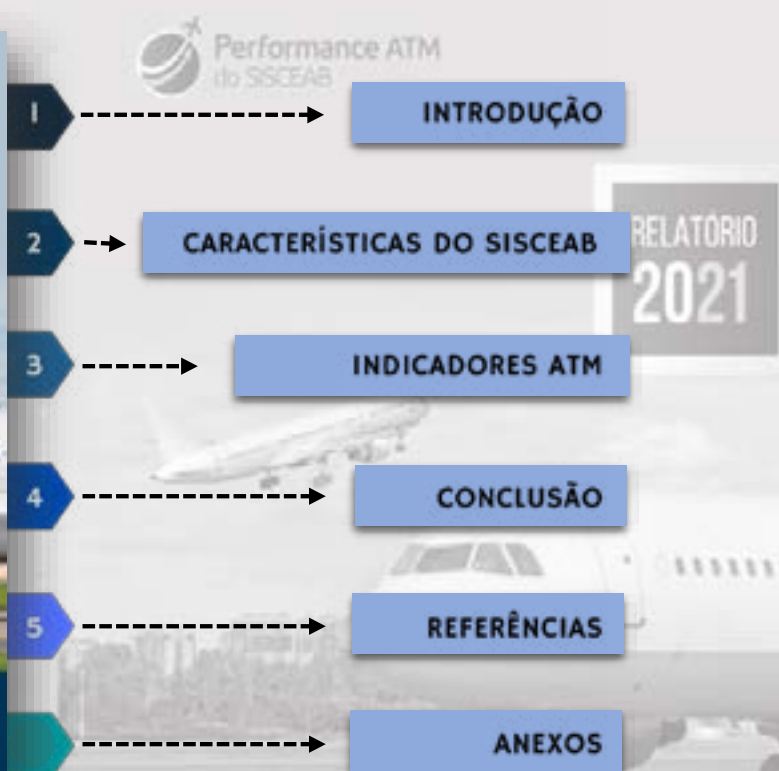 Performance ATM
do SISCEAB
1
INTRODUÇÃO
2
CARACTERÍSTICAS DO SISCEAB
RELATÓRIO
2021
3
INDICADORES ATM
4
CONCLUSÃO
5
REFERÊNCIAS
ANEXOS